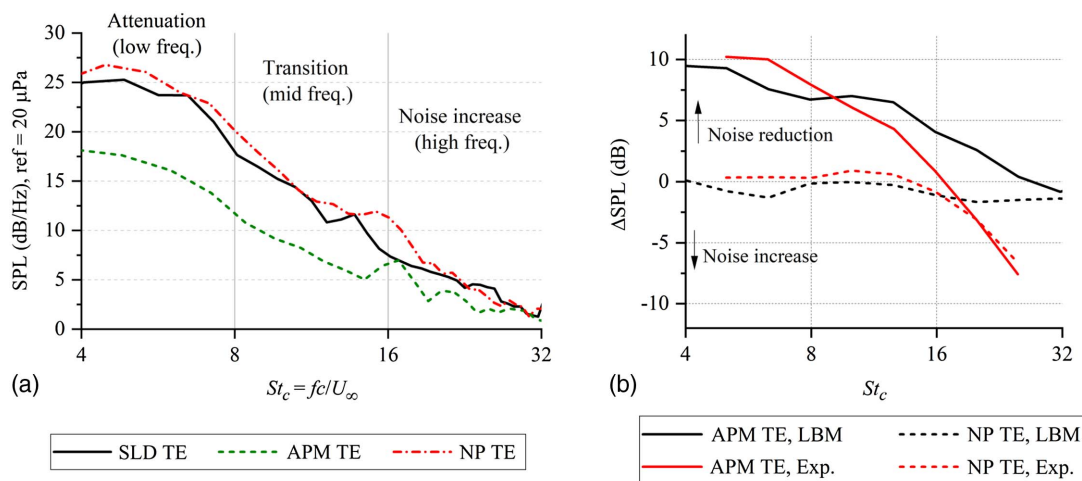 Attenuation
(low freq.)
Transition
(mid freq.)
Noise increase
(high freq.)
SPL (dB/Hz), ref = 20 μPa
35
30
25
20
15
10
5
0
4
8
16
32
St_c = fc/U_∞
(a)
SLD TE
APM TE
NP TE
ΔSPL (dB)
10
5
0
-5
-10
Noise reduction
Noise increase
4
8
16
32
St_c
(b)
APM TE, LBM
NP TE, LBM
APM TE, Exp.
NP TE, Exp.